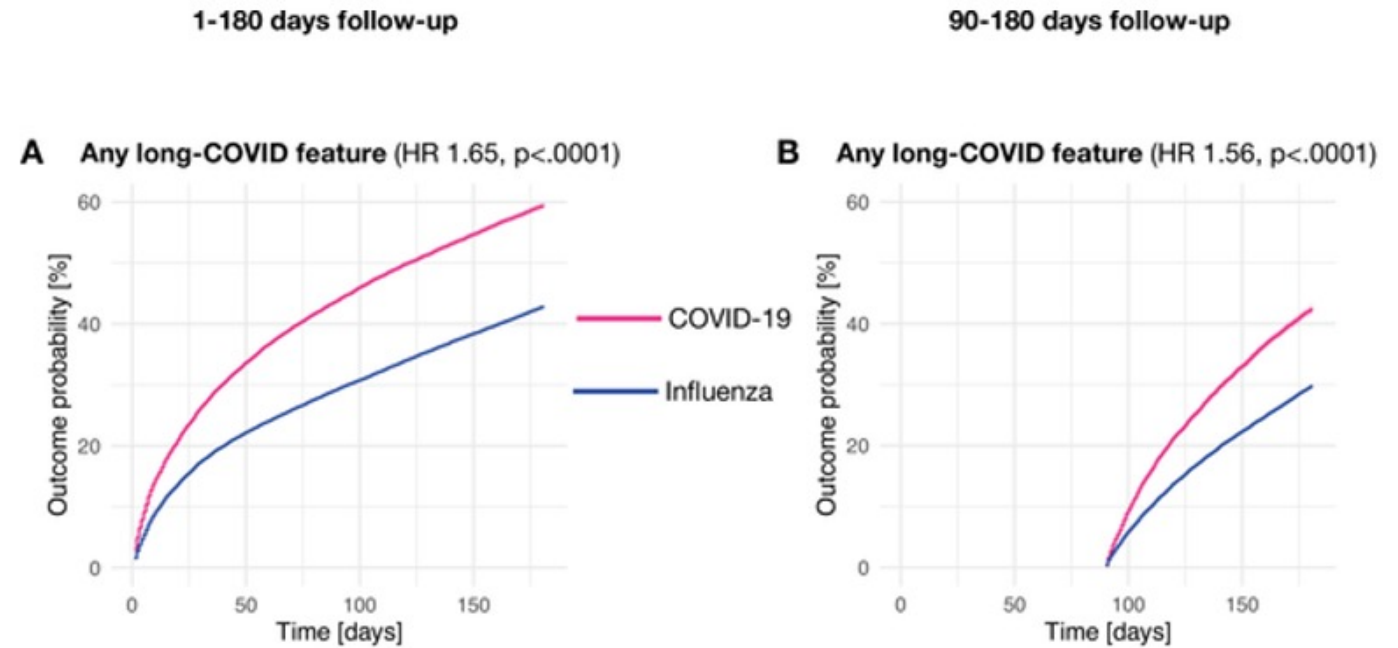 1-180 days follow-up
90-180 days follow-up
A Any long-COVID feature (HR 1.65, p<.0001)
B Any long-COVID feature (HR 1.56, p<.0001)
Outcome probability [%]
60
40
20
0
0 50 100 150
Time [days]
COVID-19
Influenza
Outcome probability [%]
60
40
20
0
0 50 100 150
Time [days]